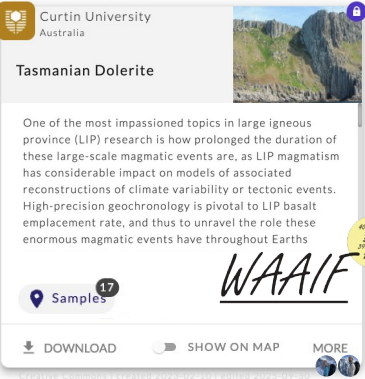 Curtin University
Australia
Tasmanian Dolerite
One of the most impassioned topics in large igneous
province (LIP) research is how prolonged the duration of
these large-scale magmatic events are, as LIP magmatism
has considerable impact on models of associated
reconstructions of climate variability or tectonic events.
High-precision geochronology is pivotal to LIP basalt
emplacement rate, and thus to unravel the role these
enormous magmatic events have throughout Earths
WAAIF
Samples
17
DOWNLOAD
SHOW ON MAP
MORE